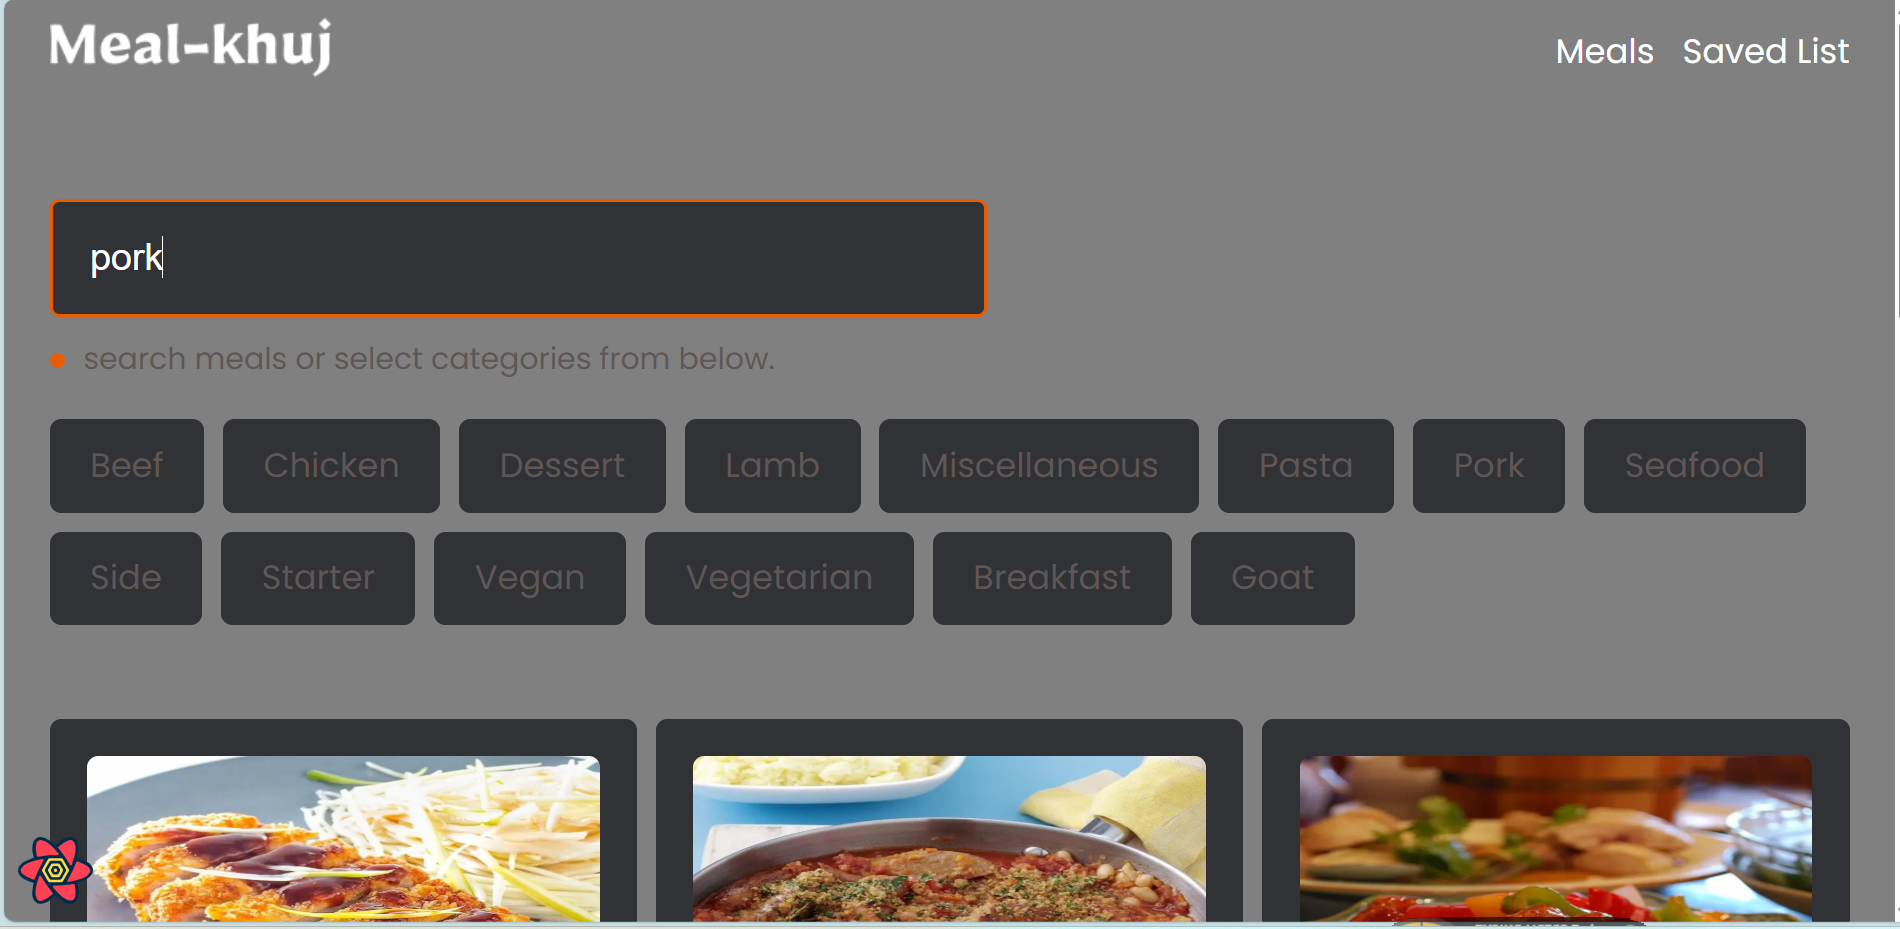 Meal-khuj
Meals Saved List
pork
search meals or select categories from below.
Beef Chicken Dessert Lamb Miscellaneous Pasta Pork Seafood
Side Starter Vegan Vegetarian Breakfast Goat